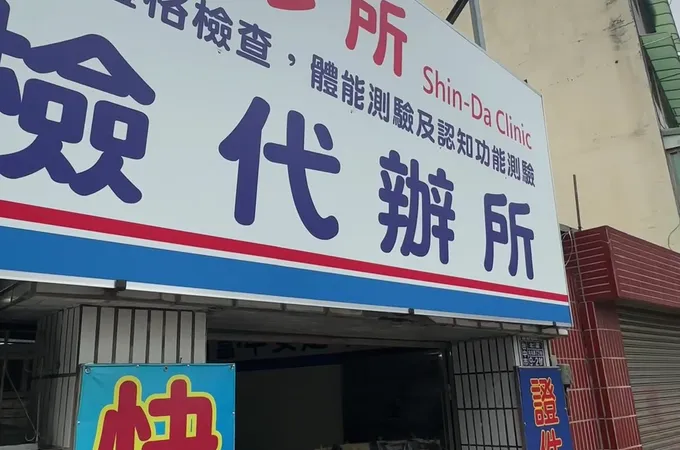 所
Shin-Da Clinic
格檢查，體能測驗及認知功能測驗
檢代辦所
快
證件